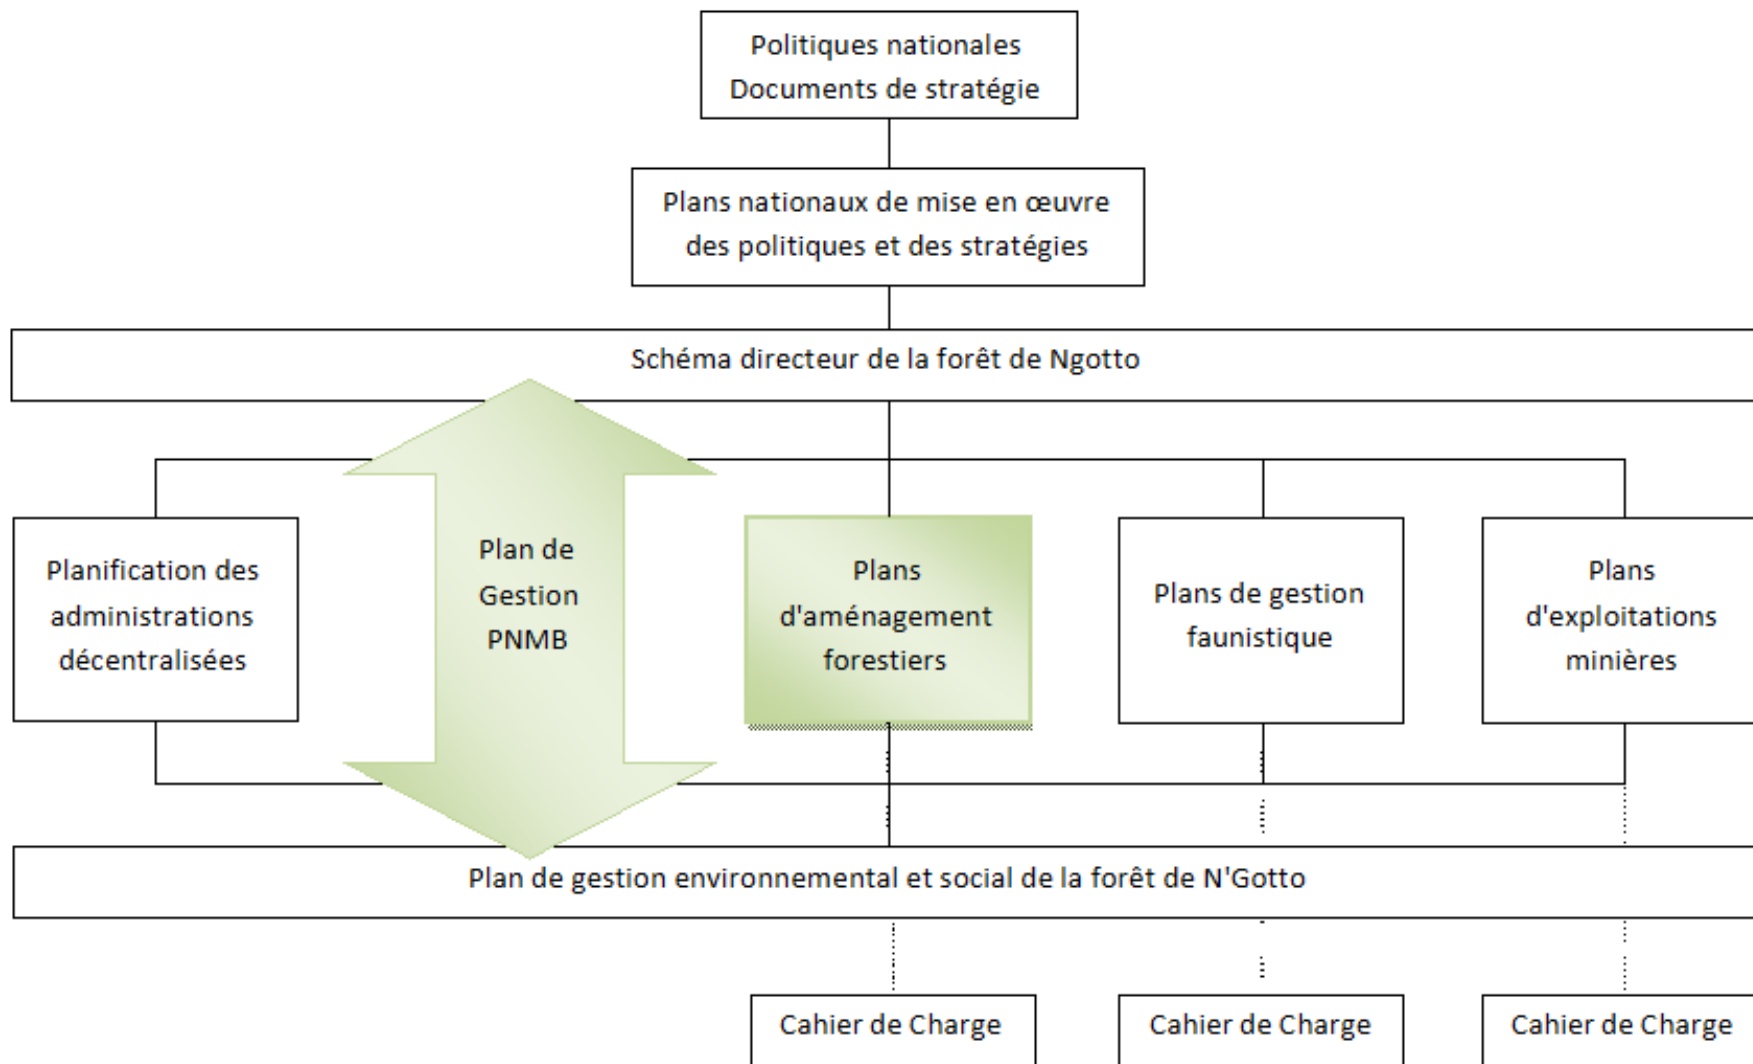 Politiques nationales
Documents de stratégie
Plans nationaux de mise en œuvre
des politiques et des stratégies
Schéma directeur de la forêt de Ngotto
Planification des
administrations
décentralisées
Plan de
Gestion
PNMB
Plans
d'aménagement
forestiers
Plans de gestion
faunistique
Plans
d'exploitations
minières
Plan de gestion environnemental et social de la forêt de N'Gotto
Cahier de Charge
Cahier de Charge
Cahier de Charge